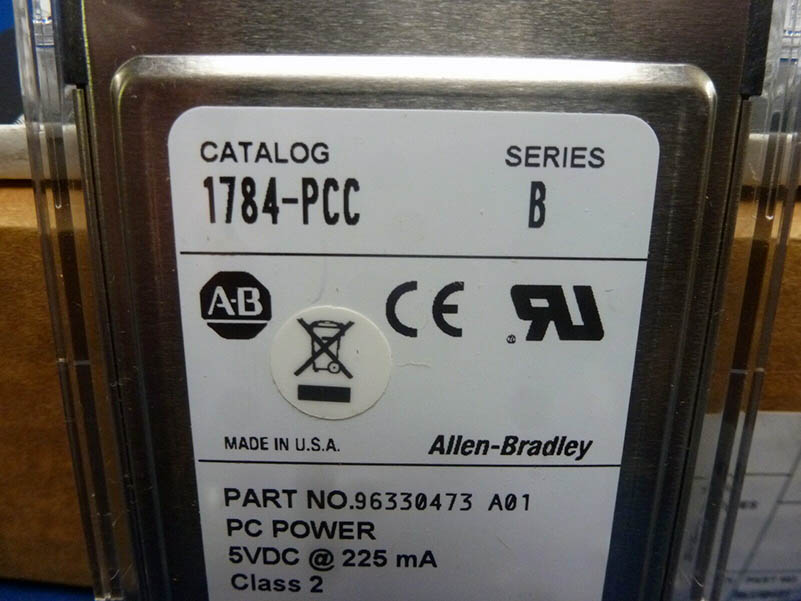 CATALOG SERIES
1784-PCC B
A-B CE RU
MADE IN U.S.A. Allen-Bradley
PART NO.96330473 A01
PC POWER
5VDC @ 225 mA
Class 2